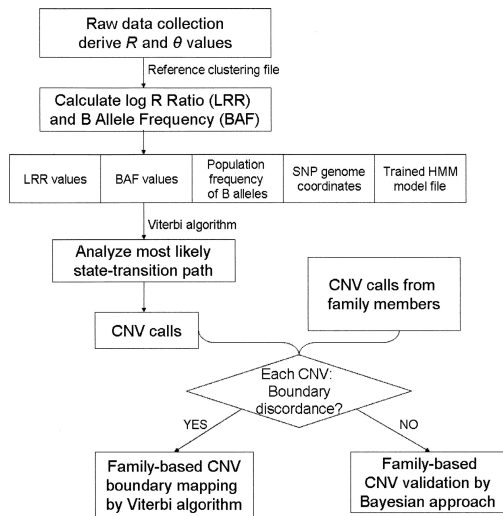 Raw data collection
derive R and θ values
Reference clustering file
Calculate log R Ratio (LRR)
and B Allele Frequency (BAF)
LRR values
BAF values
Population
frequency
of B alleles
SNP genome
coordinates
Trained HMM
model file
Viterbi algorithm
Analyze most likely
state-transition path
CNV calls
CNV calls from
family members
Each CNV:
Boundary
discordance?
YES
NO
Family-based CNV
boundary mapping
by Viterbi algorithm
Family-based
CNV validation by
Bayesian approach